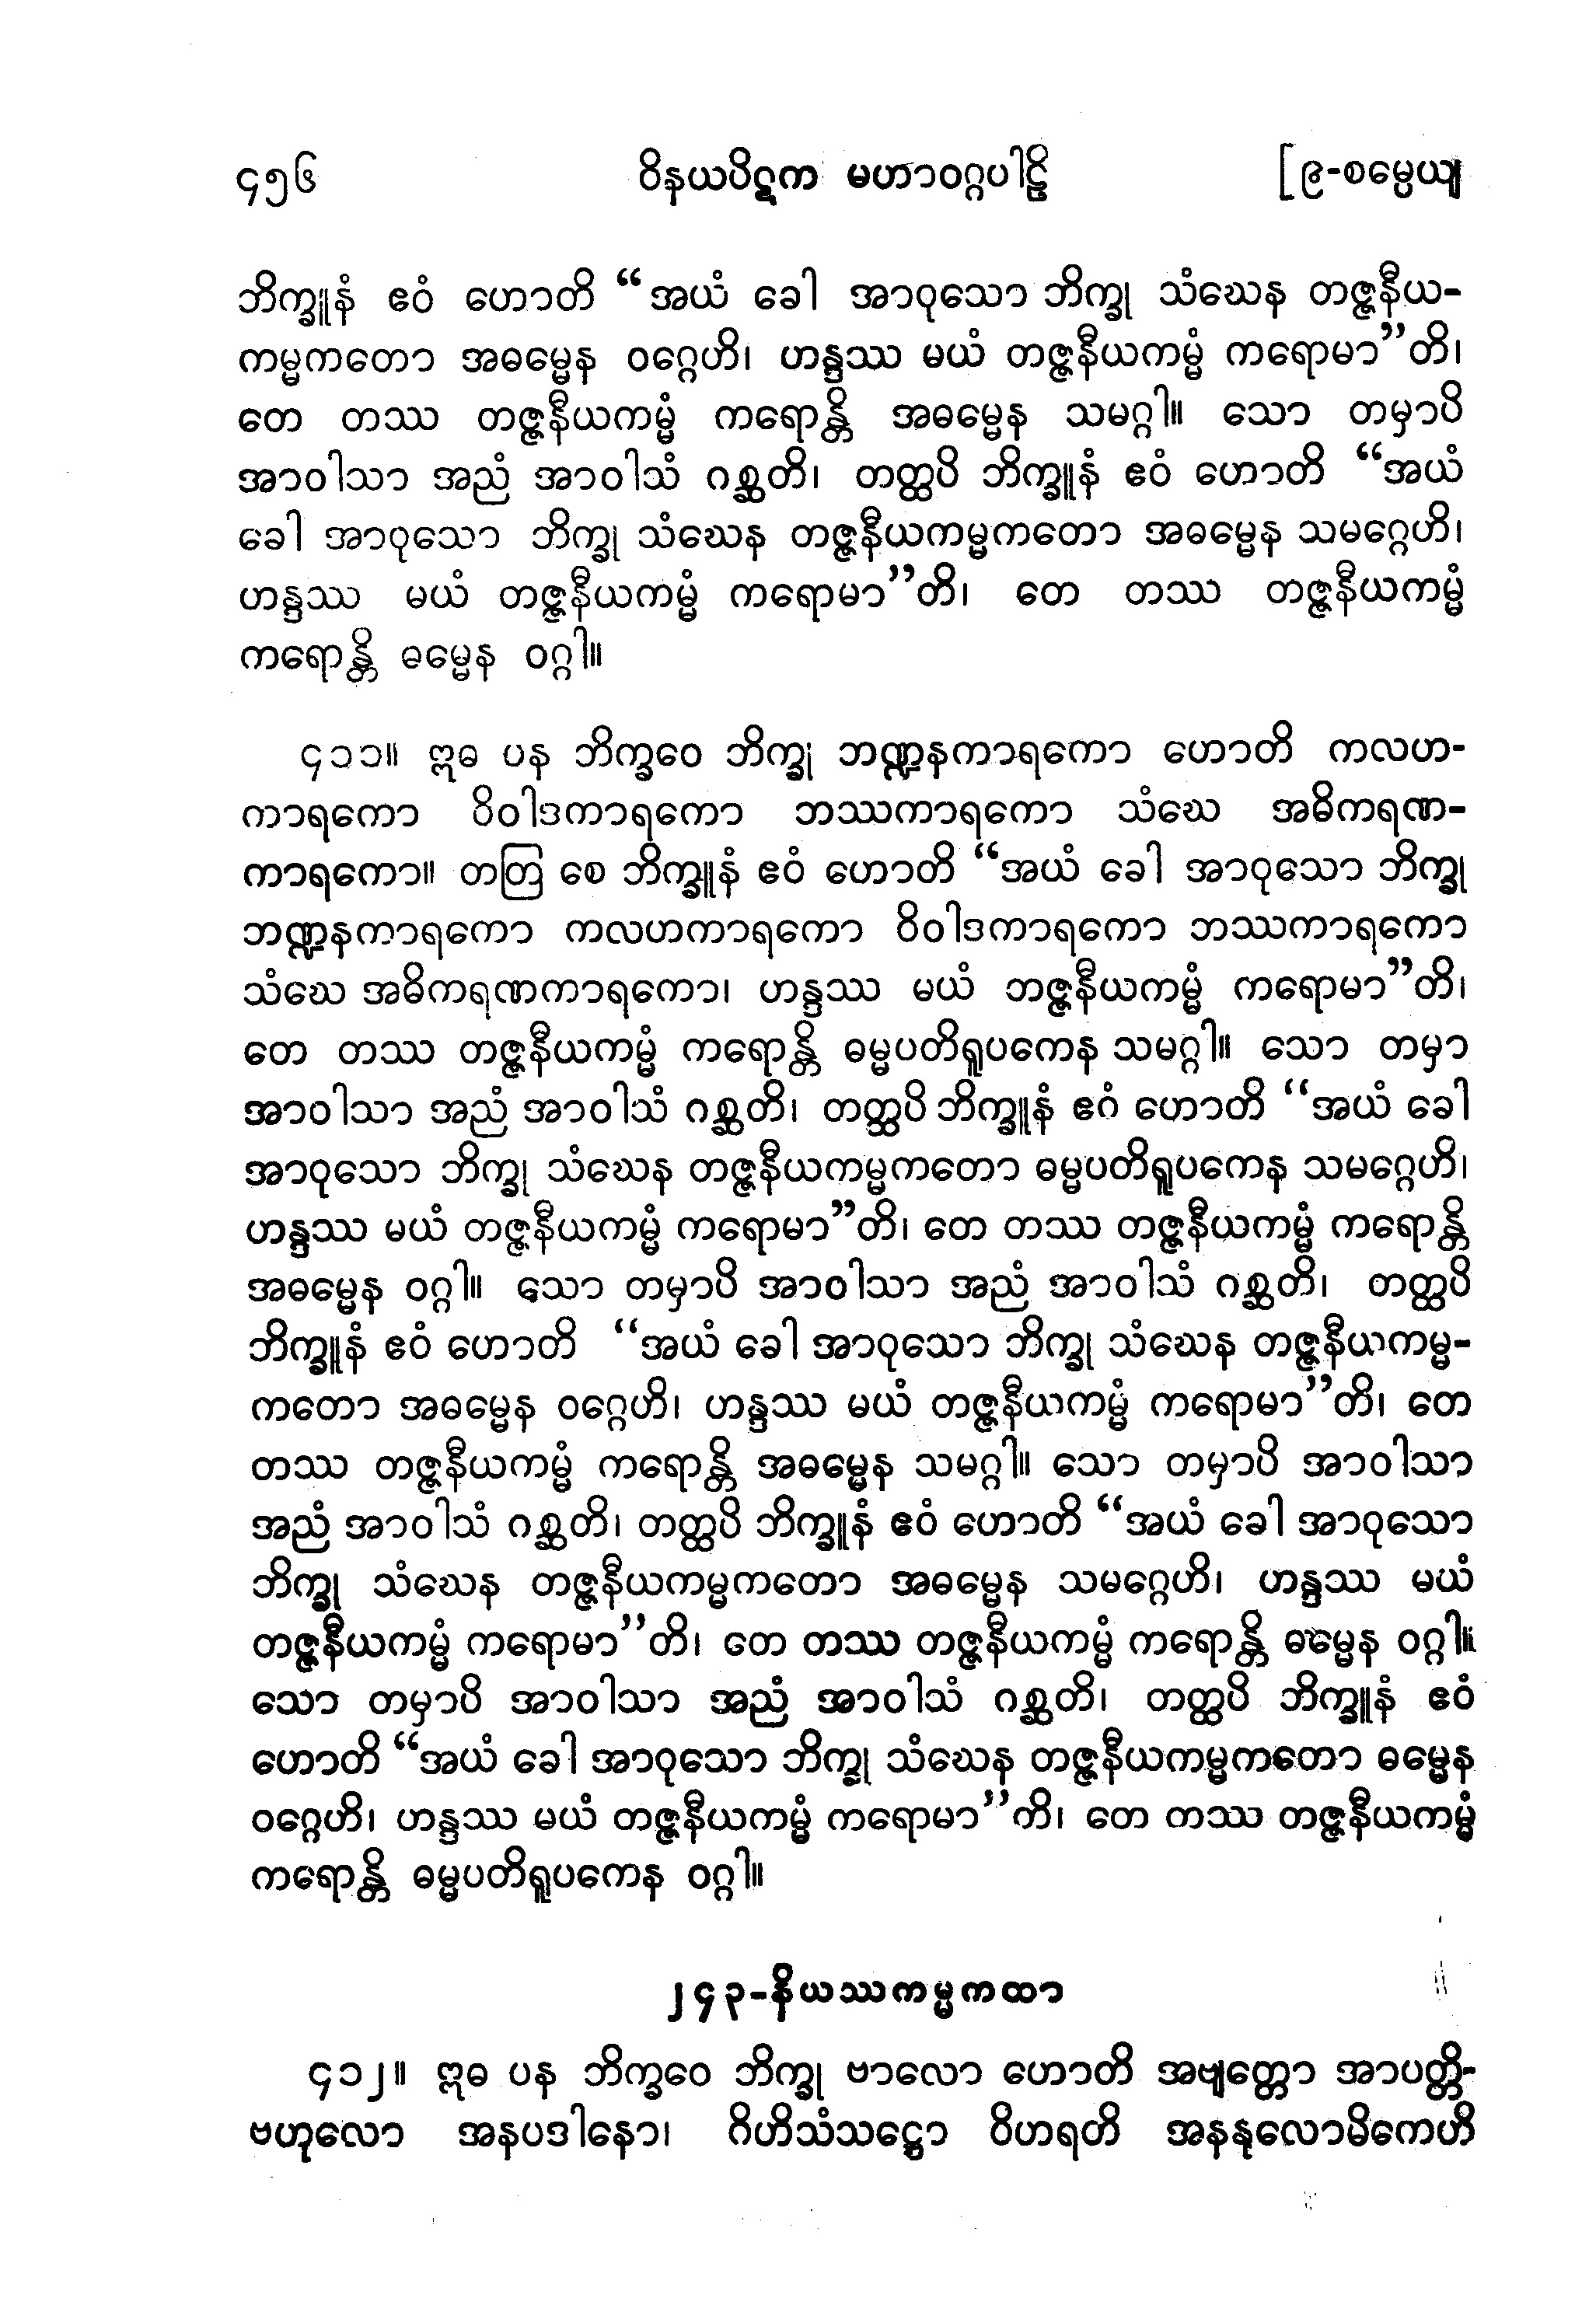 ၄၅၆ ဝိနယပိဋက မဟာဝဂ္ဂပါဠိ [၉-စမ္ပေယျ
ဘိက္ခူနံ ဧဝံ ဟောတိ “အယံ ခေါ အာဝုသော ဘိက္ခု သံဃေန တဇ္ဇနီယ-
ကမ္မကတော အဓမ္မေန ဝဂ္ဂေဟိ၊ ဟန္ဒဿ မယံ တဇ္ဇနီယကမ္မံ ကရောမာ”တိ၊
တေ တဿ တဇ္ဇနီယကမ္မံ ကရောန္တိ အဓမ္မေန သမဂ္ဂါ။ သော တမှာပိ
အာဝါသာ အညံ အာဝါသံ ဂစ္ဆတိ၊ တတ္ထပိ ဘိက္ခူနံ ဧဝံ ဟောတိ “အယံ
ခေါ အာဝုသော ဘိက္ခု သံဃေန တဇ္ဇနီယကမ္မကတော အဓမ္မေန သမဂ္ဂေဟိ၊
ဟန္ဒဿ မယံ တဇ္ဇနီယကမ္မံ ကရောမာ”တိ၊ တေ တဿ တဇ္ဇနီယကမ္မံ
ကရောန္တိ ဓမ္မေန ဝဂ္ဂါ။
၄၁၁။ ဣဓ ပန ဘိက္ခဝေ ဘိက္ခု ဘဏ္ဍနကာရကော ဟောတိ ကလဟ-
ကာရကော ဝိဝါဒကာရကော ဘဿကာရကော သံဃေ အဓိကရဏ-
ကာရကော။ တတြ စေ ဘိက္ခူနံ ဧဝံ ဟောတိ “အယံ ခေါ အာဝုသော ဘိက္ခု
ဘဏ္ဍနကာရကော ကလဟကာရကော ဝိဝါဒကာရကော ဘဿကာရကော
သံဃေ အဓိကရဏကာရကော၊ ဟန္ဒဿ မယံ ဘဇ္ဇနီယကမ္မံ ကရောမာ”တိ၊
တေ တဿ တဇ္ဇနီယကမ္မံ ကရောန္တိ ဓမ္မပတိရူပကေန သမဂ္ဂါ။ သော တမှာ
အာဝါသာ အညံ အာဝါသံ ဂစ္ဆတိ၊ တတ္ထပိ ဘိက္ခူနံ ဧဂံ ဟောတိ “အယံ ခေါ
အာဝုသော ဘိက္ခု သံဃေန တဇ္ဇနီယကမ္မကတော ဓမ္မပတိရူပကေန သမဂ္ဂေဟိ၊
ဟန္ဒဿ မယံ တဇ္ဇနီယကမ္မံ ကရောမာ”တိ၊ တေ တဿ တဇ္ဇနီယကမ္မံ ကရောန္တိ
အဓမ္မေန ဝဂ္ဂါ။ သော တမှာပိ အာဝါသာ အညံ အာဝါသံ ဂစ္ဆတိ၊ တတ္ထပိ
ဘိက္ခူနံ ဧဝံ ဟောတိ “အယံ ခေါ အာဝုသော ဘိက္ခု သံဃေန တဇ္ဇနီယကမ္မ-
ကတော အဓမ္မေန ဝဂ္ဂေဟိ၊ ဟန္ဒဿ မယံ တဇ္ဇနီယကမ္မံ ကရောမာ”တိ၊ တေ
တဿ တဇ္ဇနီယကမ္မံ ကရောန္တိ အဓမ္မေန သမဂ္ဂါ။ သော တမှာပိ အာဝါသာ
အညံ အာဝါသံ ဂစ္ဆတိ၊ တတ္ထပိ ဘိက္ခူနံ ဧဝံ ဟောတိ “အယံ ခေါ အာဝုသော
ဘိက္ခု သံဃေန တဇ္ဇနီယကမ္မကတော အဓမ္မေန သမဂ္ဂေဟိ၊ ဟန္ဒဿ မယံ
တဇ္ဇနီယကမ္မံ ကရောမာ”တိ၊ တေ တဿ တဇ္ဇနီယကမ္မံ ကရောန္တိ ဓမ္မေန ဝဂ္ဂါ။
သော တမှာပိ အာဝါသာ အညံ အာဝါသံ ဂစ္ဆတိ၊ တတ္ထပိ ဘိက္ခူနံ ဧဝံ
ဟောတိ “အယံ ခေါ အာဝုသော ဘိက္ခု သံဃေန တဇ္ဇနီယကမ္မကတော ဓမ္မေန
ဝဂ္ဂေဟိ၊ ဟန္ဒဿ မယံ တဇ္ဇနီယကမ္မံ ကရောမာ”ကိ၊ တေ ကဿ တဇ္ဇနီယကမ္မံ
ကရောန္တိ ဓမ္မပတိရူပကေန ဝဂ္ဂါ။
၂၄၃-နိယဿကမ္မကထာ
၄၁၂။ ဣဓ ပန ဘိက္ခဝေ ဘိက္ခု ဗာလော ဟောတိ အဗျတ္တော အာပတ္တိ-
ဗဟုလော အနပဒါနော၊ ဂိဟိသံသဋ္ဌော ဝိဟရတိ အနနုလောမိကေဟိ